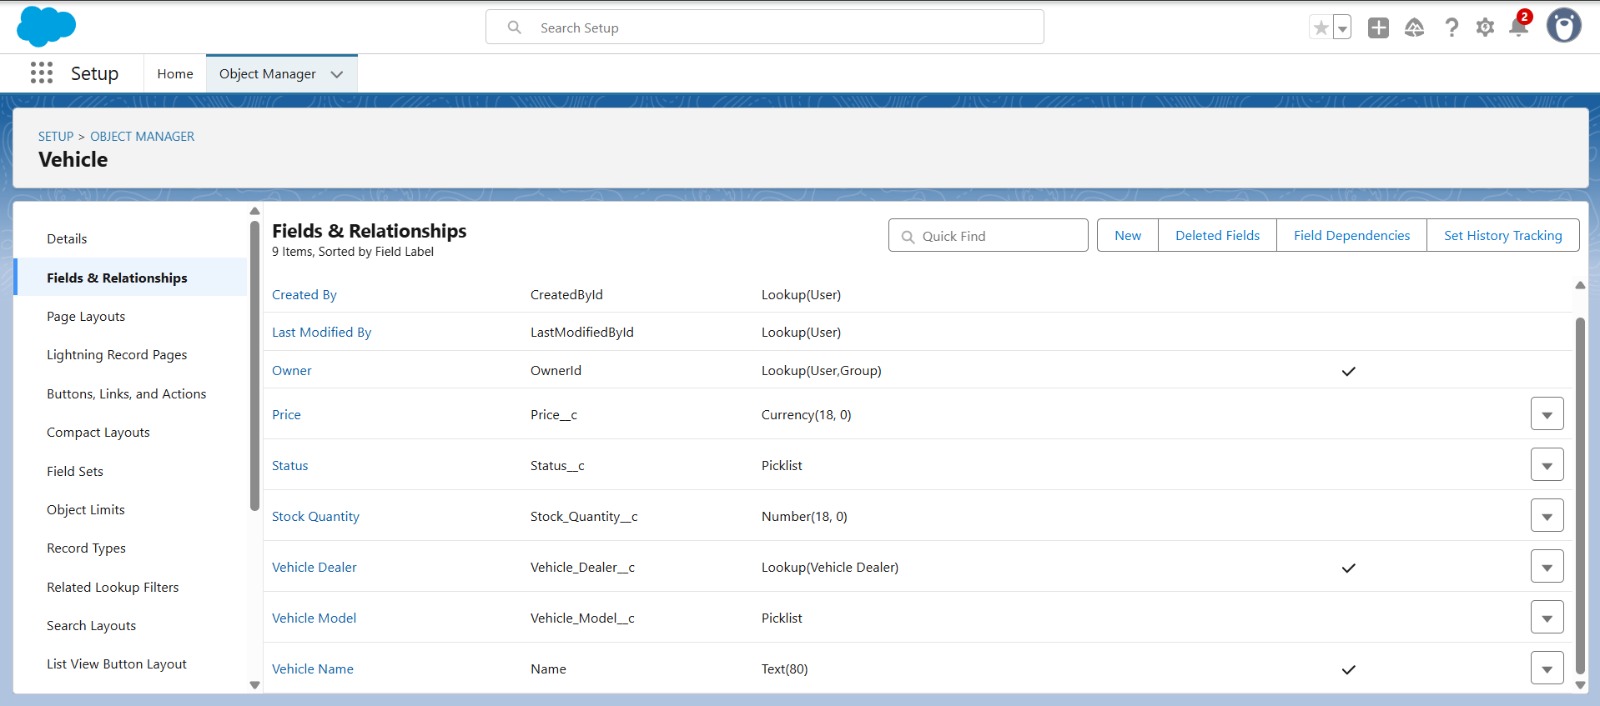 Search Setup
2
Setup
Home
Object Manager
SETUP > OBJECT MANAGER
Vehicle
Details
Fields & Relationships
Page Layouts
Lightning Record Pages
Buttons, Links, and Actions
Compact Layouts
Field Sets
Object Limits
Record Types
Related Lookup Filters
Search Layouts
List View Button Layout
Fields & Relationships
9 Items, Sorted by Field Label
Quick Find
New
Deleted Fields
Field Dependencies
Set History Tracking
Created By CreatedById Lookup(User)
Last Modified By LastModifiedById Lookup(User)
Owner OwnerId Lookup(User,Group)
Price Price__c Currency(18, 0)
Status Status__c Picklist
Stock Quantity Stock_Quantity__c Number(18, 0)
Vehicle Dealer Vehicle_Dealer__c Lookup(Vehicle Dealer)
Vehicle Model Vehicle_Model__c Picklist
Vehicle Name Name Text(80)